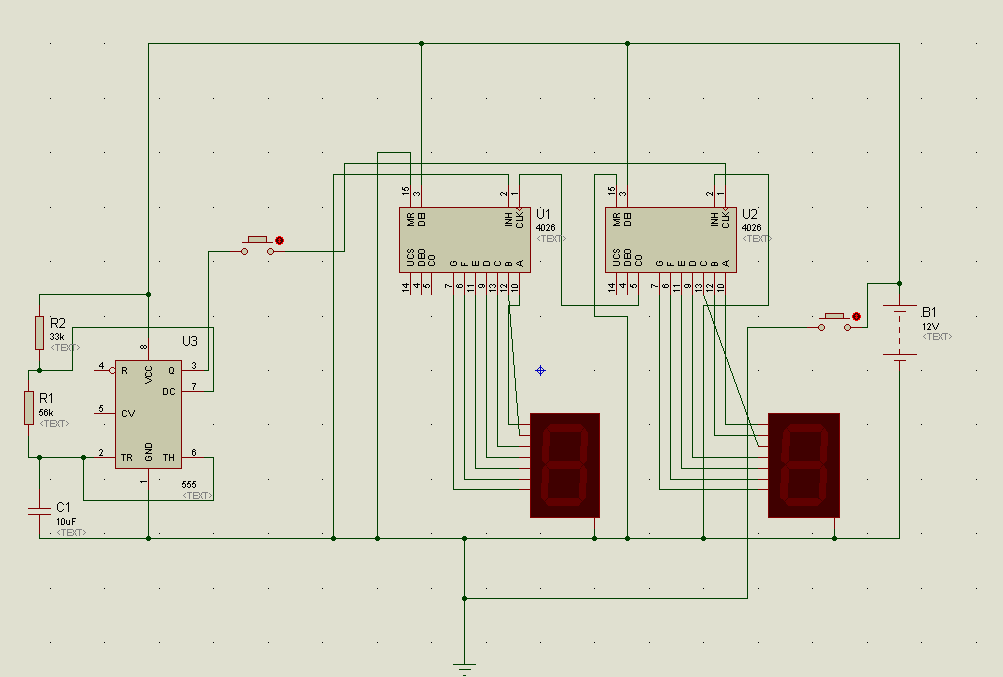 15
3
2
1
MR
DEI
INH
CLK
U1
4026
<TEXT>
UCS
DEO
CO
G
F
E
D
C
B
A
14
4
5
7
6
11
9
13
12
10
15
3
2
1
MR
DEI
INH
CLK
U2
4026
<TEXT>
UCS
DEO
CO
G
F
E
D
C
B
A
14
4
5
7
6
11
9
13
12
10
B1
12V
<TEXT>
R2
33k
<TEXT>
U3
8
4
R
VCC
Q
3
DC
7
R1
56k
<TEXT>
5
CV
2
TR
GND
TH
6
1
555
<TEXT>
C1
10uF
<TEXT>